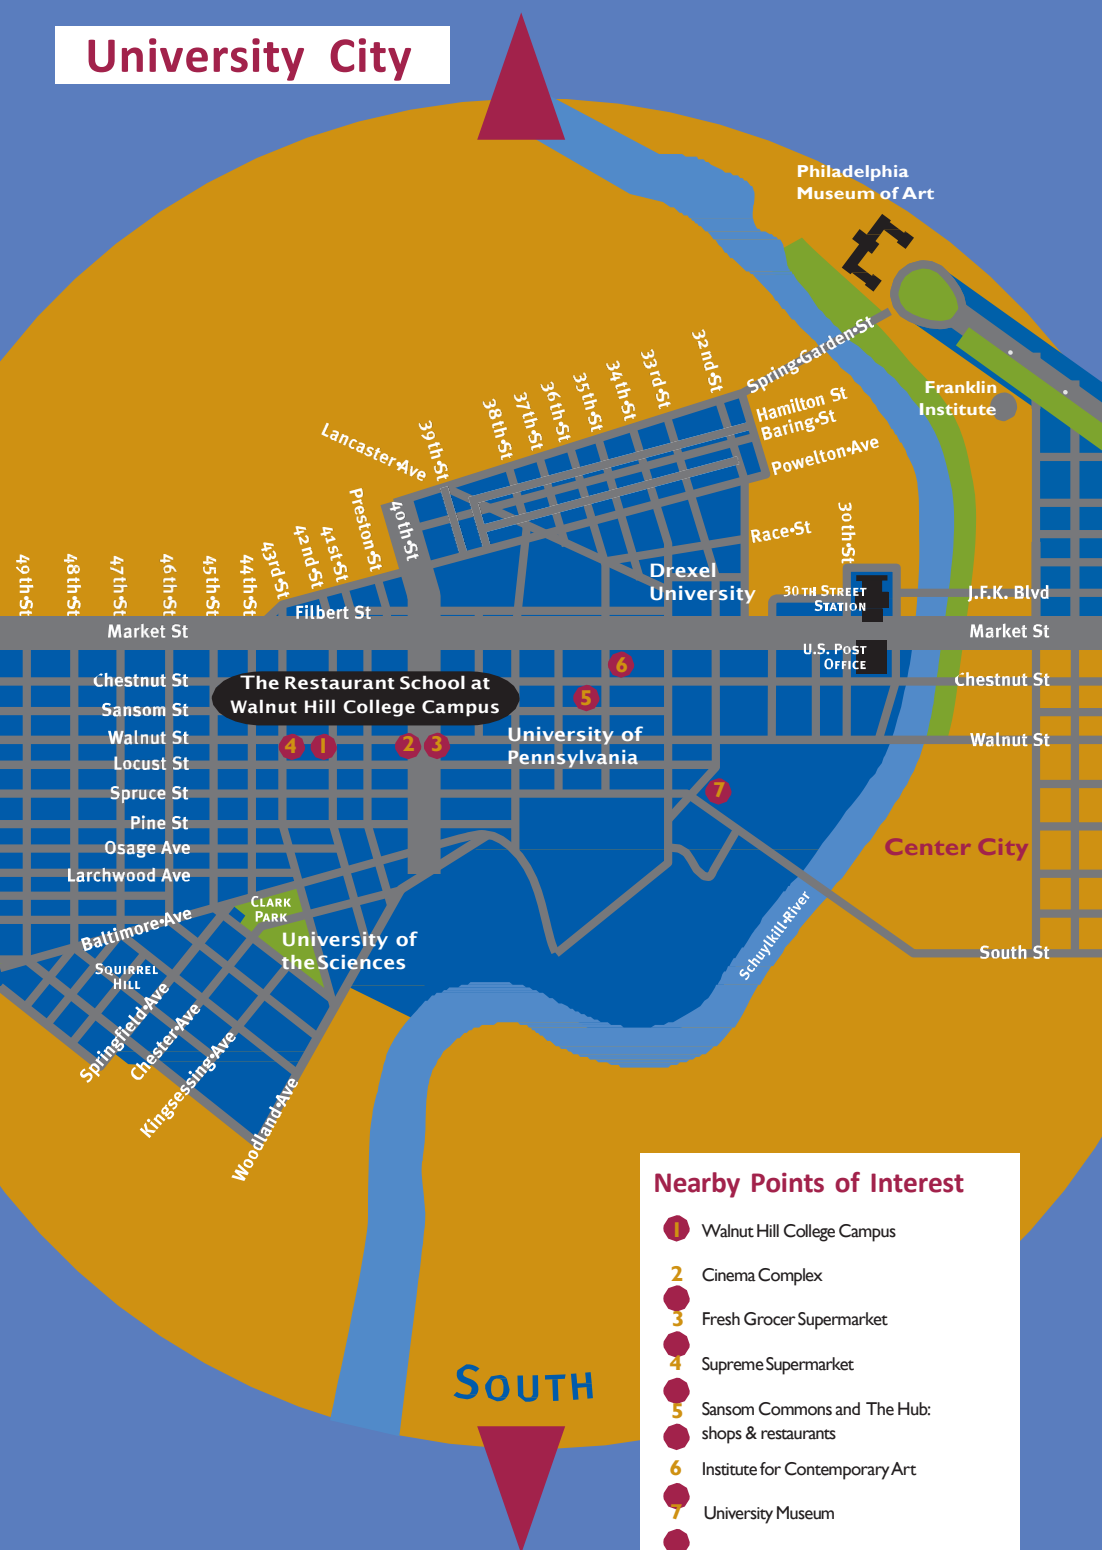 University City
Philadelphia
Museum of Art
Spring•Garden•St
32nd•St
33rd•St
34th•St
35th•St
36th•St
37th•St
38th•St
39th•St
Lancaster•Ave
Franklin
Institute
Hamilton St
Baring•St
Powelton•Ave
Race•St
30th•St
40th•St
Preston•St
41st•St
42nd•St
43rd•St
44th•St
45th•St
46th•St
47th•St
48th•St
49th•St
Drexel
University
30TH STREET
STATION
J.F.K. Blvd
Filbert St
Market St
Market St
U.S. POST
OFFICE
Chestnut St
Chestnut St
The Restaurant School at
Walnut Hill College Campus
6
5
Sansom St
Walnut St
Walnut St
4
1
2
3
University of
Pennsylvania
Locust St
Spruce St
7
Pine St
Osage Ave
Larchwood Ave
Center City
CLARK
PARK
Baltimore•Ave
University of
the Sciences
Schuylkill•River
South St
SQUIRREL
HILL
Springfield•Ave
Chester•Ave
Kingsessing•Ave
Woodland•Ave
Nearby Points of Interest
1 Walnut Hill College Campus
2 Cinema Complex
3 Fresh Grocer Supermarket
4 Supreme Supermarket
5 Sansom Commons and The Hub:
shops & restaurants
6 Institute for Contemporary Art
7 University Museum
SOUTH